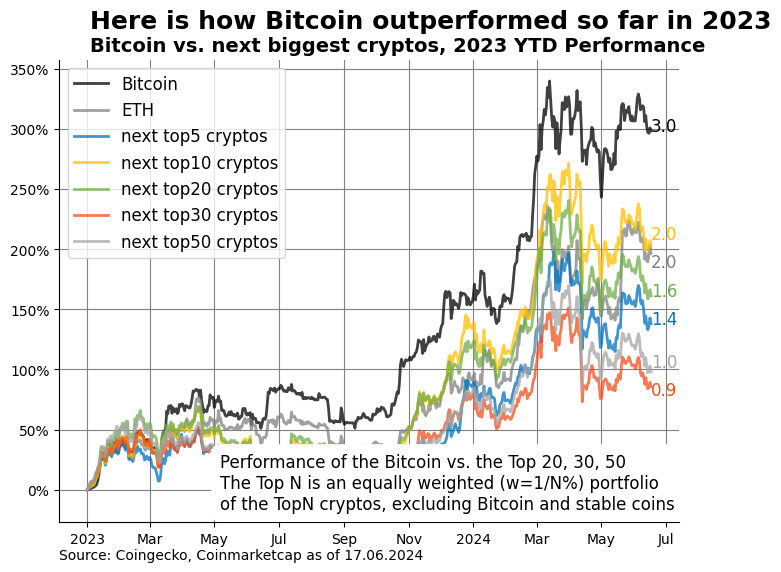 Here is how Bitcoin outperformed so far in 2023
Bitcoin vs. next biggest cryptos, 2023 YTD Performance
350%
300%
250%
200%
150%
100%
50%
0%
Bitcoin
ETH
next top5 cryptos
next top10 cryptos
next top20 cryptos
next top30 cryptos
next top50 cryptos
3.0
2.0
2.0
1.6
1.4
1.0
0.9
Performance of the Bitcoin vs. the Top 20, 30, 50
The Top N is an equally weighted (w=1/N%) portfolio
of the TopN cryptos, excluding Bitcoin and stable coins
2023 Mar May Jul Sep Nov 2024 Mar May Jul
Source: Coingecko, Coinmarketcap as of 17.06.2024